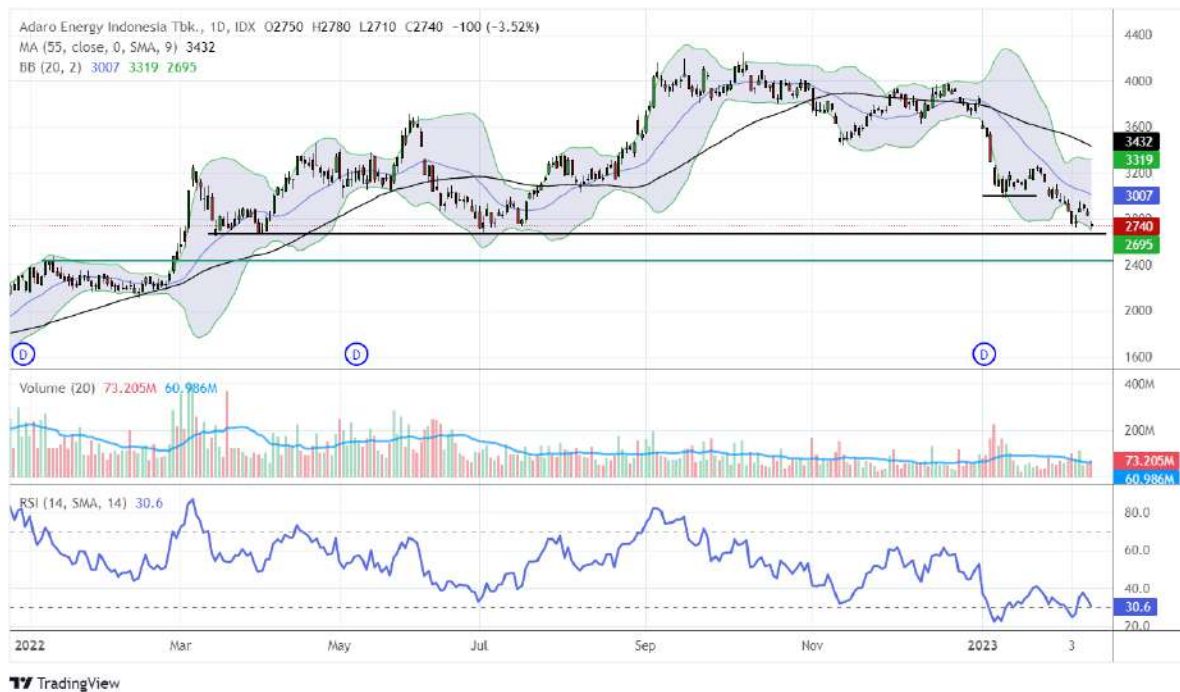 Adaro Energy Indonesia Tbk., 1D, IDX O2750 H2780 L2710 C2740 −100 (−3.52%)
MA (55, close, 0, SMA, 9) 3432
BB (20, 2) 3007 3319 2695
4400
4000
3600
3432
3319
3200
3007
2800
2740
2695
2400
2000
1600
D D D
Volume (20) 73.205M 60.986M
400M
200M
73.205M
60.986M
RSI (14, SMA, 14) 30.6
80.0
60.0
40.0
30.6
20.0
2022 Mar May Jul Sep Nov 2023 3
TradingView